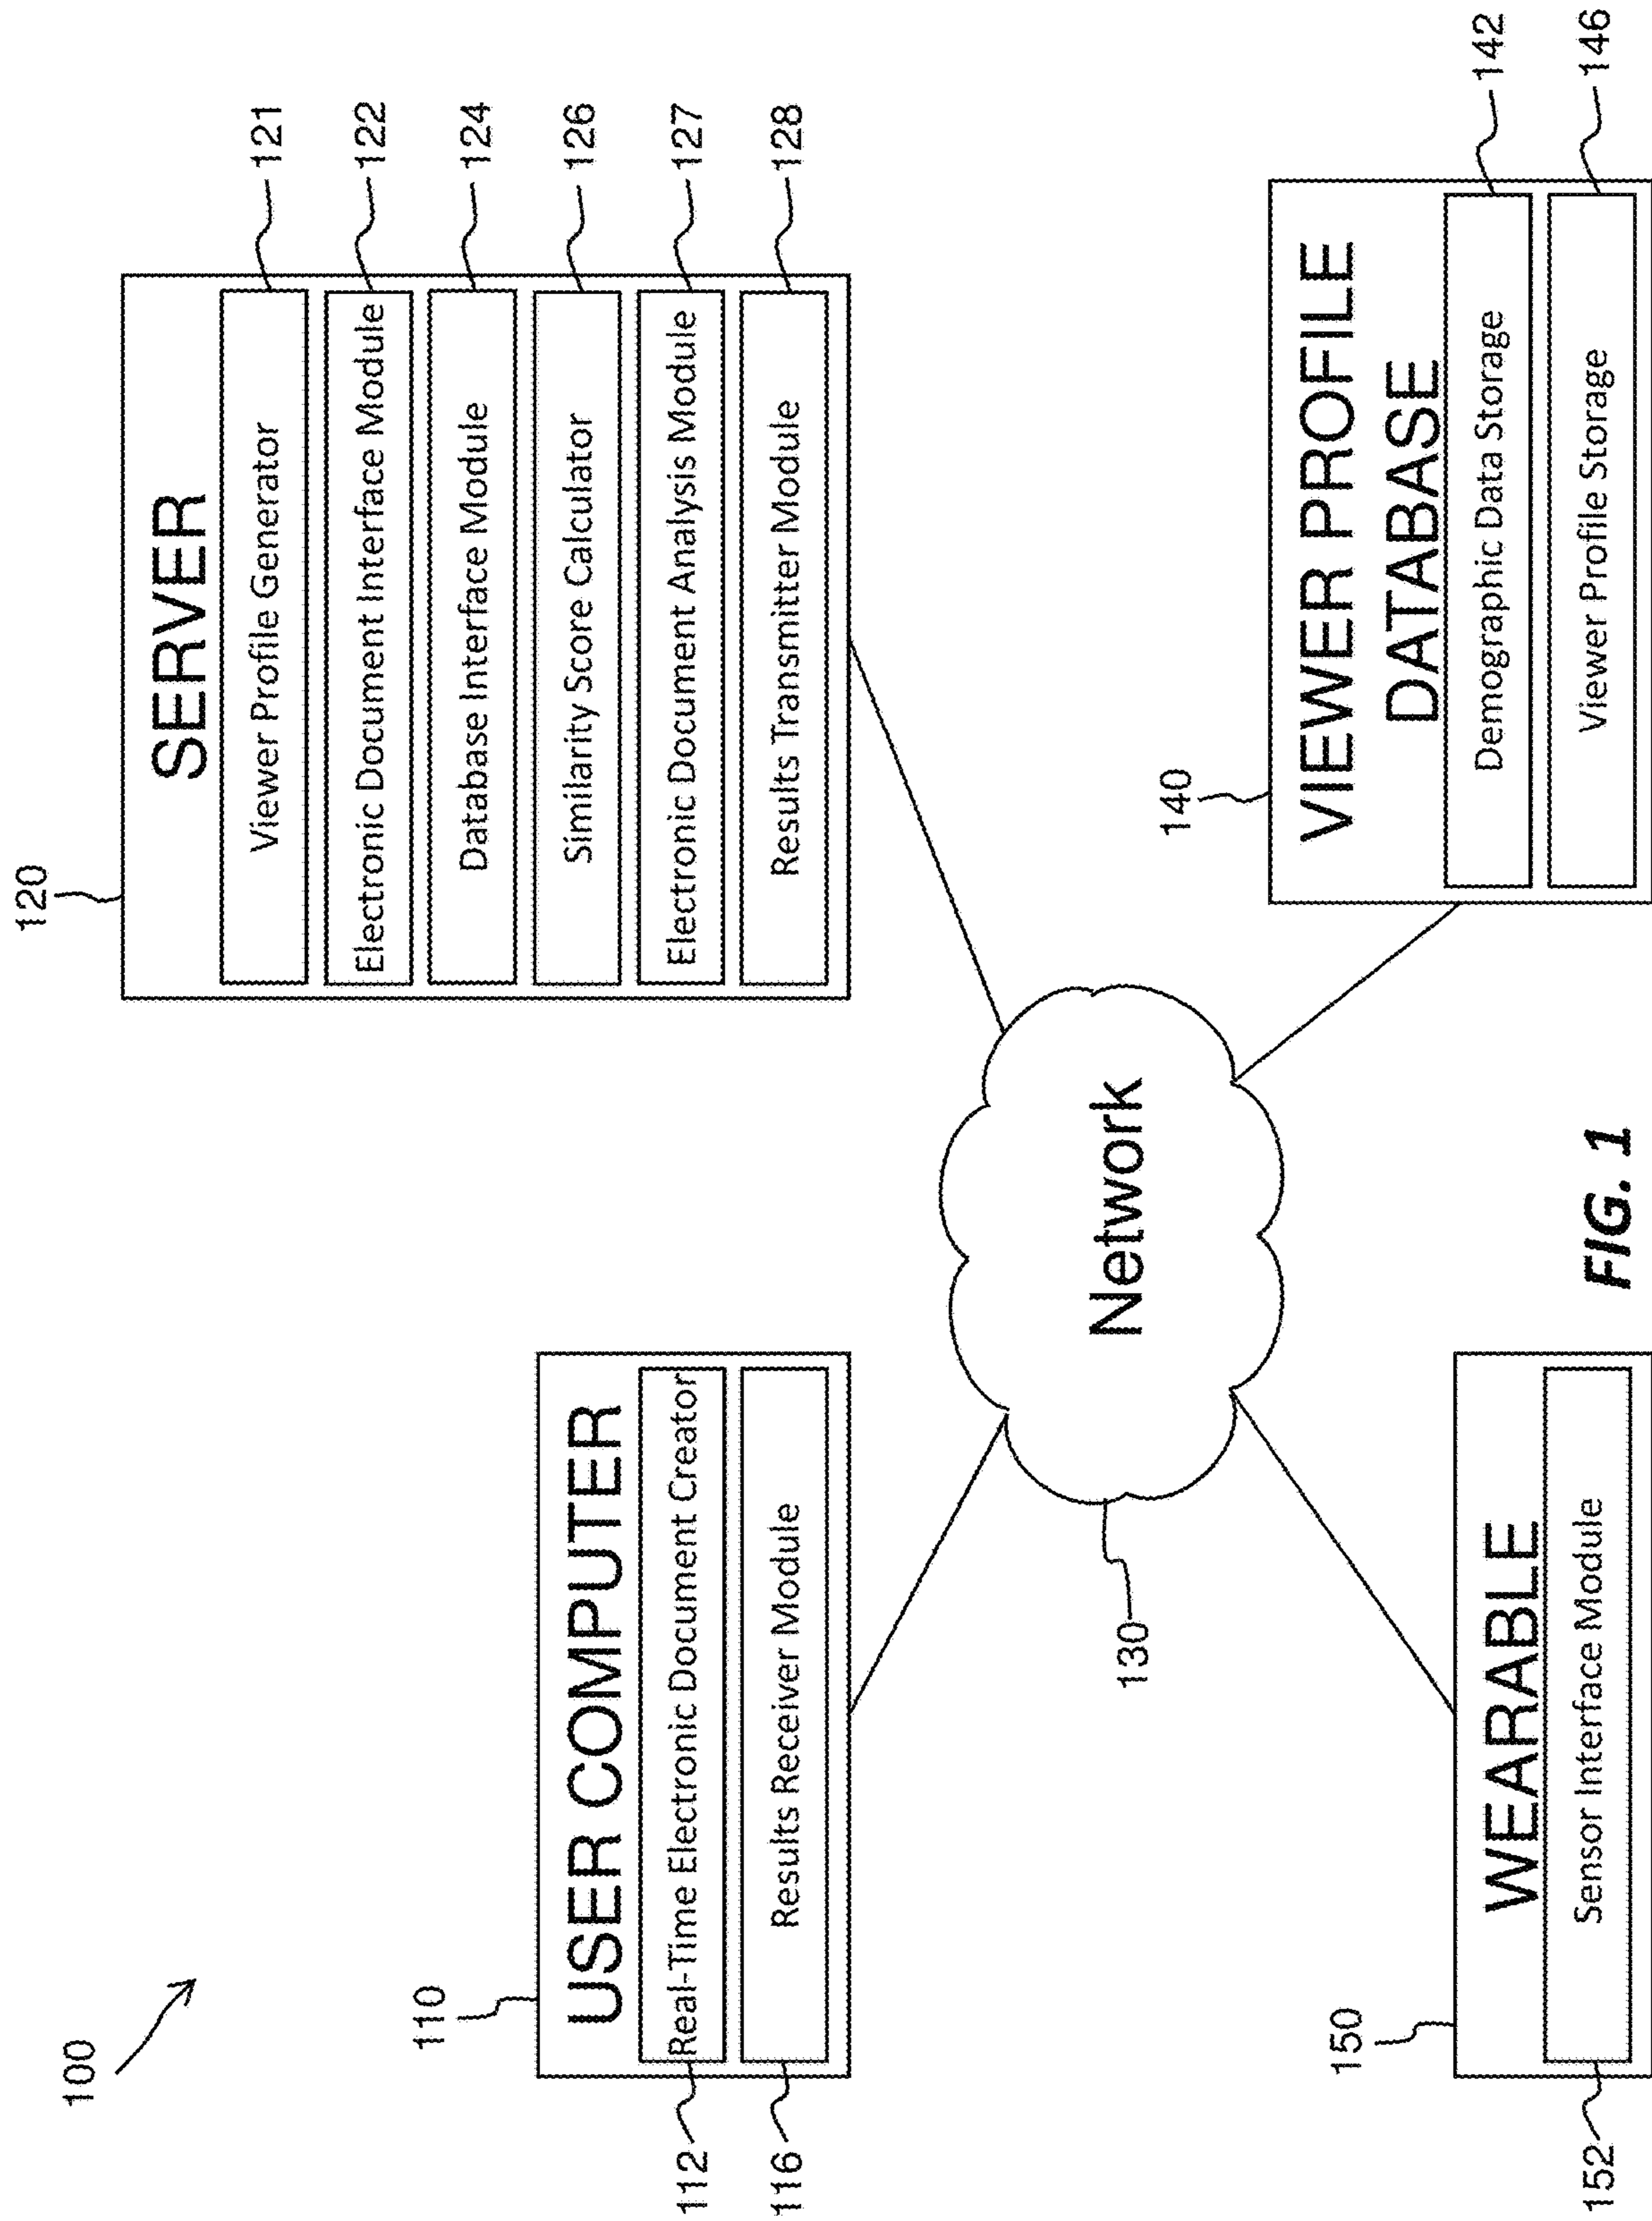 100
110
USER COMPUTER
112
Real-Time Electronic Document Creator
116
Results Receiver Module
120
SERVER
Viewer Profile Generator
121
Electronic Document Interface Module
122
Database Interface Module
124
Similarity Score Calculator
126
Electronic Document Analysis Module
127
Results Transmitter Module
128
Network
130
150
WEARABLE
152
Sensor Interface Module
140
VIEWER PROFILE
DATABASE
Demographic Data Storage
142
Viewer Profile Storage
146
FIG. 1